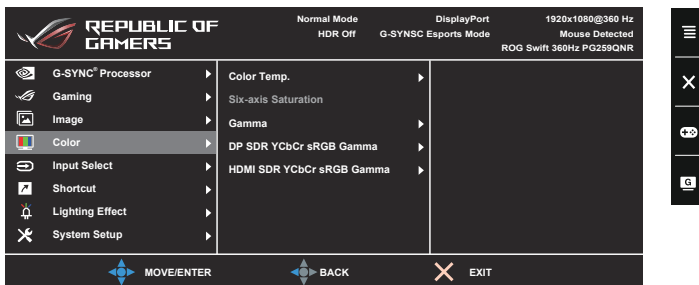 REPUBLIC OF
GAMERS
Normal Mode DisplayPort 1920x1080@360 Hz
HDR Off G-SYNSC Esports Mode Mouse Detected
ROG Swift 360Hz PG259QNR
G-SYNC® Processor
Gaming
Image
Color
Input Select
Shortcut
Lighting Effect
System Setup
Color Temp.
Six-axis Saturation
Gamma
DP SDR YCbCr sRGB Gamma
HDMI SDR YCbCr sRGB Gamma
MOVE/ENTER BACK EXIT
G